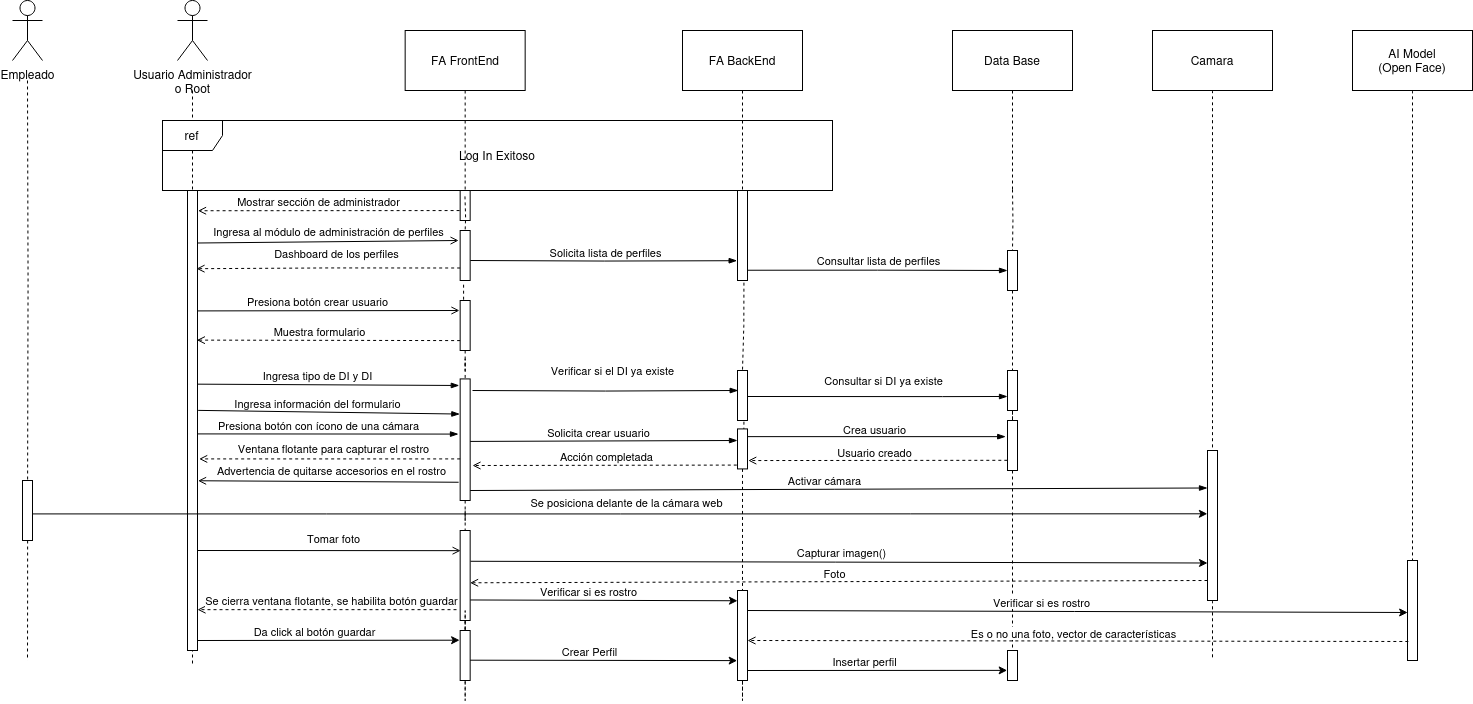 Empleado
Usuario Administrador
o Root
FA FrontEnd
FA BackEnd
Data Base
Camara
AI Model
(Open Face)
ref
Log In Exitoso
Mostrar sección de administrador
Ingresa al módulo de administración de perfiles
Dashboard de los perfiles
Solicita lista de perfiles
Consultar lista de perfiles
Presiona botón crear usuario
Muestra formulario
Ingresa tipo de DI y DI
Verificar si el DI ya existe
Consultar si DI ya existe
Ingresa información del formulario
Presiona botón con ícono de una cámara
Solicita crear usuario
Crea usuario
Ventana flotante para capturar el rostro
Acción completada
Usuario creado
Advertencia de quitarse accesorios en el rostro
Activar cámara
Se posiciona delante de la cámara web
Tomar foto
Capturar imagen()
Foto
Se cierra ventana flotante, se habilita botón guardar
Verificar si es rostro
Verificar si es rostro
Da click al botón guardar
Es o no una foto, vector de características
Crear Perfil
Insertar perfil